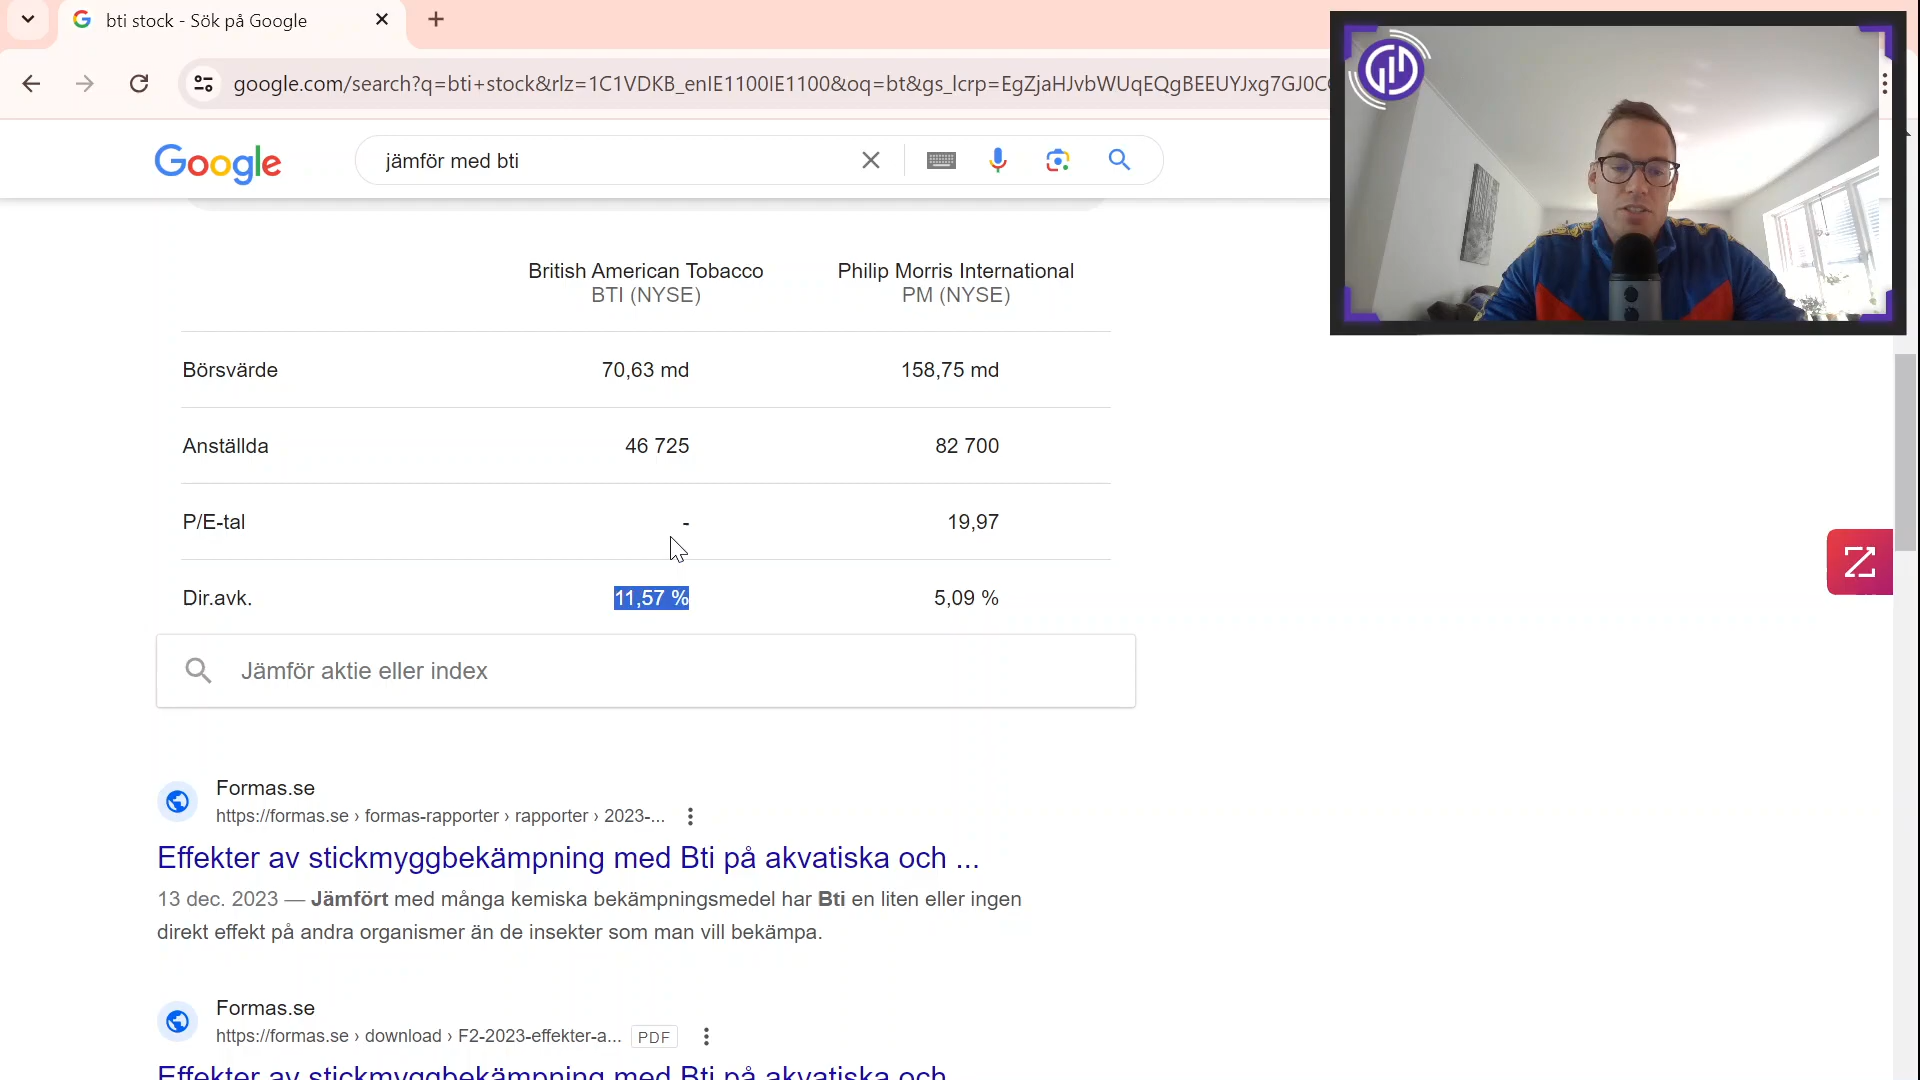 bti stock - Sök på Google
google.com/search?q=bti+stock&rlz=1C1VDKB_enIE1100IE1100&oq=bt&gs_lcrp=EgZjaHJvbWUqEQgBEEUYJxg7GJ0C
Google
jämför med bti
British American Tobacco
BTI (NYSE)
Philip Morris International
PM (NYSE)
Börsvärde 70,63 md 158,75 md
Anställda 46 725 82 700
P/E-tal - 19,97
Dir.avk. 11,57 % 5,09 %
Jämför aktie eller index
Formas.se
https://formas.se › formas-rapporter › rapporter › 2023-...
Effekter av stickmyggbekämpning med Bti på akvatiska och ...
13 dec. 2023 — Jämfört med många kemiska bekämpningsmedel har Bti en liten eller ingen
direkt effekt på andra organismer än de insekter som man vill bekämpa.
Formas.se
https://formas.se › download › F2-2023-effekter-a... PDF
Effekter av stickmyggbekämpning med Bti på akvatiska och